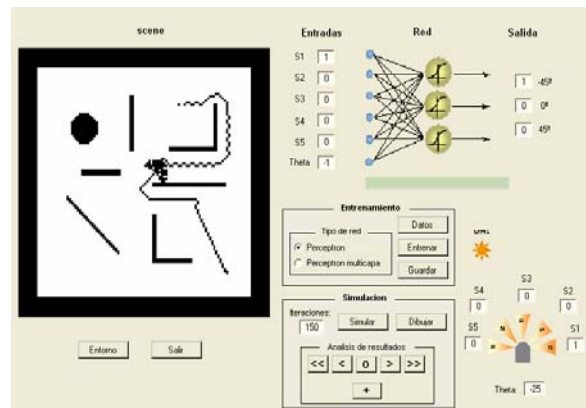 scene
Entradas Red Salida
S1 1
S2 0
S3 0
S4 0
S5 0
Theta -1
1 -45º
0 0º
0 45º
Entrenamiento
Tipo de red
Perceptron
Perceptron multicapa
Datos
Entrenar
Guardar
Simulacion
Iteraciones:
150
Simular
Dibujar
Analisis de resultados
<< < 0 > >>
+
Entorno
Salir
S3
0
S4
0
S2
0
S5
0
S1
1
Theta: -25